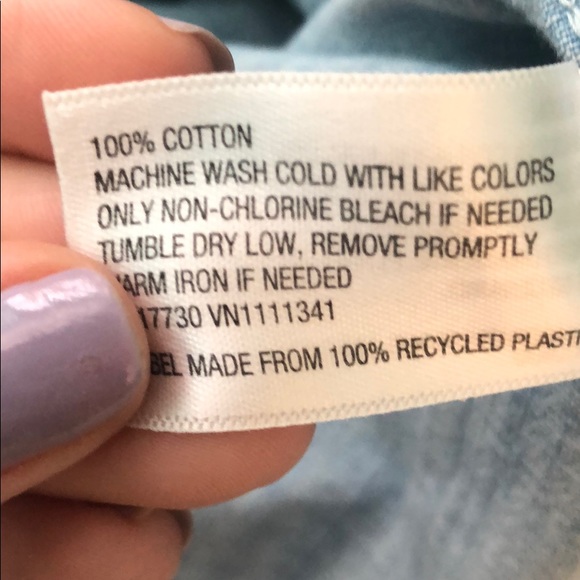 100% COTTON
MACHINE WASH COLD WITH LIKE COLORS
ONLY NON-CHLORINE BLEACH IF NEEDED
TUMBLE DRY LOW, REMOVE PROMPTLY
IRON IF NEEDED
VN1111341
MADE FROM 100% RECYCLED